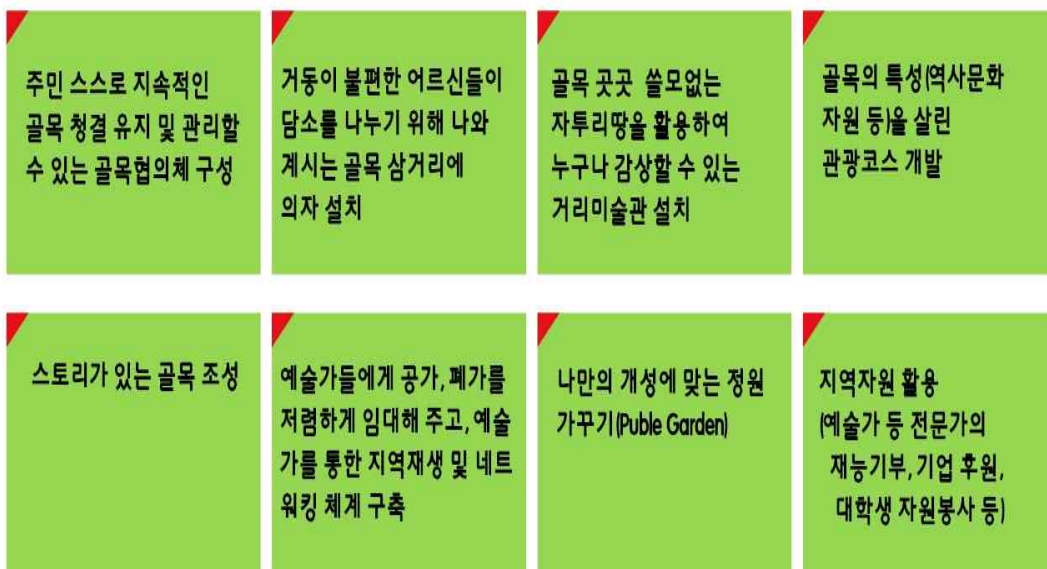 주민 스스로 지속적인
골목 청결 유지 및 관리할
수 있는 골목협의체 구성
거동이 불편한 어르신들이
담소를 나누기 위해 나와
계시는 골목 삼거리에
의자 설치
골목 곳곳 쓸모없는
자투리땅을 활용하여
누구나 감상할 수 있는
거리미술관 설치
골목의 특성(역사문화
자원 등)을 살린
관광코스 개발
스토리가 있는 골목 조성
예술가들에게 공가, 폐가를
저렴하게 임대해 주고, 예술
가를 통한 지역재생 및 네트
워킹 체계 구축
나만의 개성에 맞는 정원
가꾸기(Puble Garden)
지역자원 활용
(예술가 등 전문가의
재능기부, 기업 후원,
대학생 자원봉사 등)